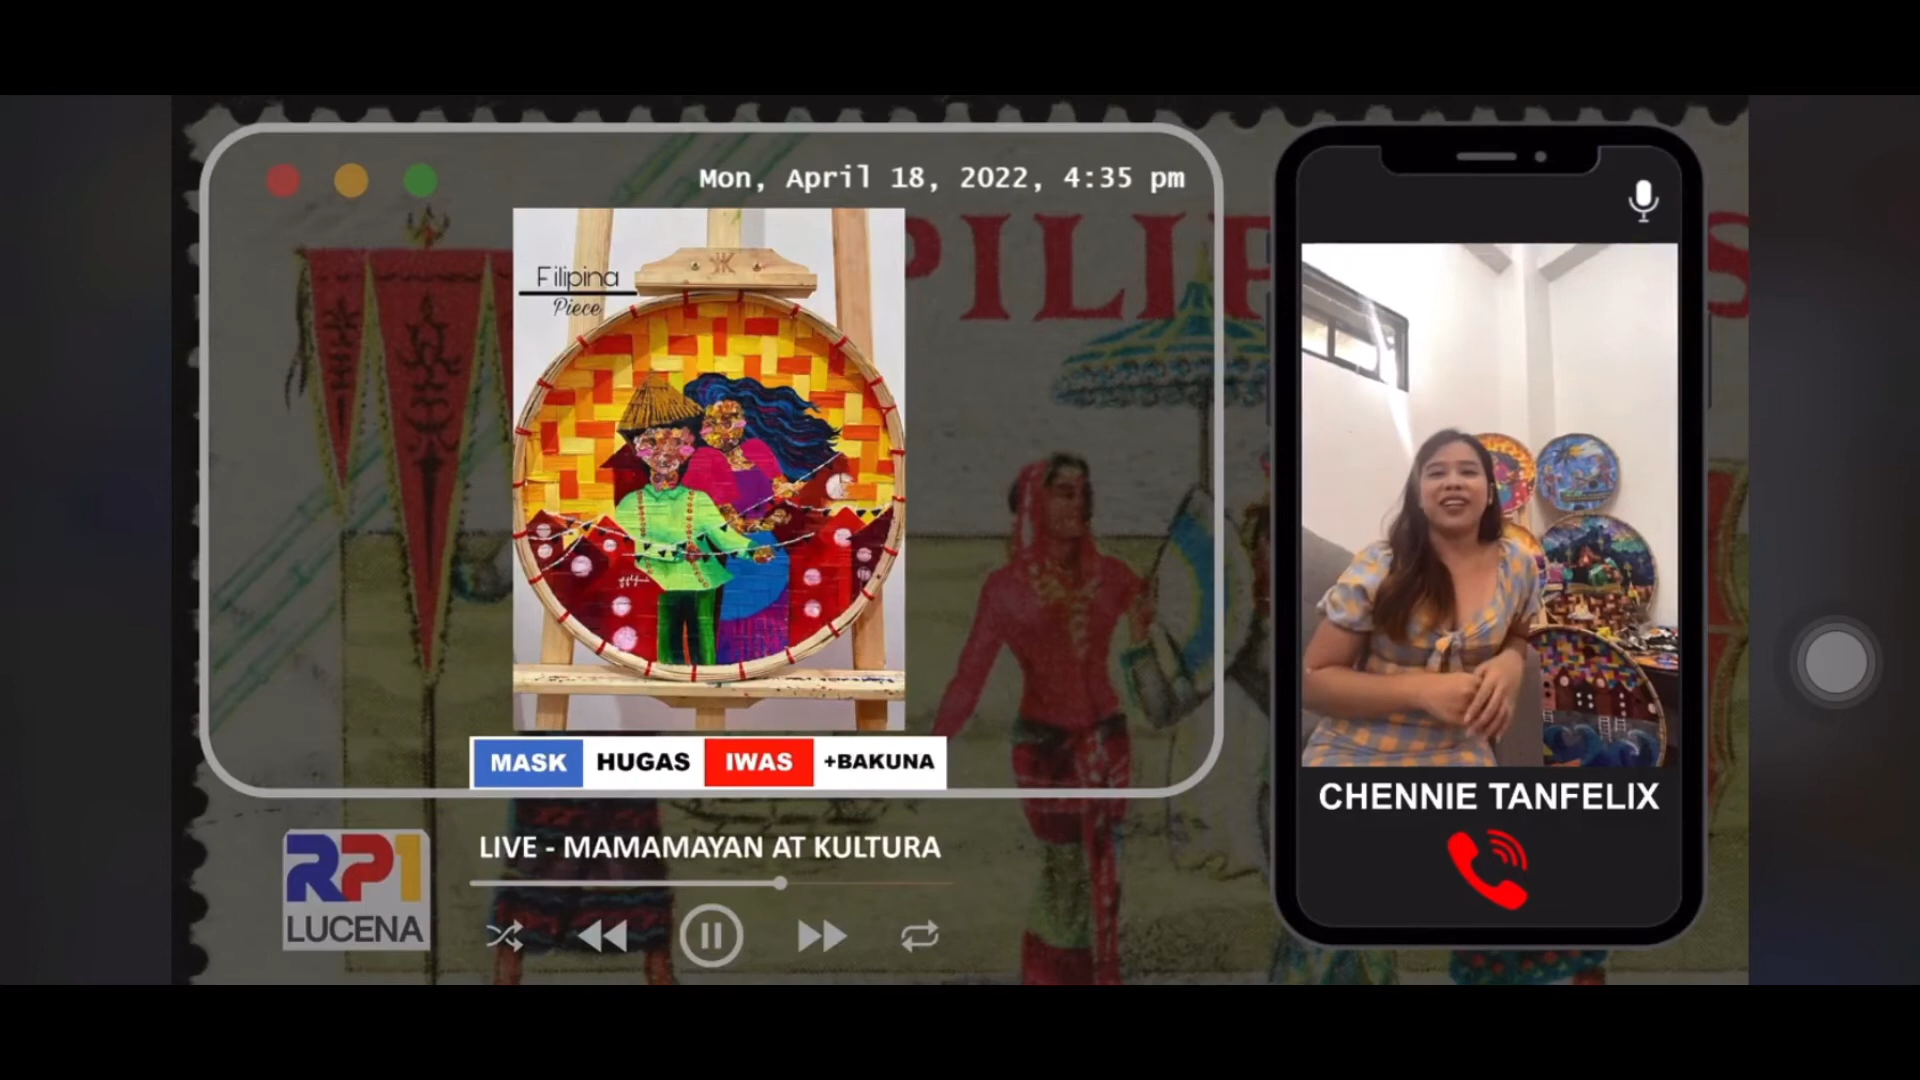 Mon, April 18, 2022, 4:35 pm
PILIP
S
Filipina
Piece
MASK HUGAS IWAS +BAKUNA
CHENNIE TANFELIX
LIVE - MAMAMAYAN AT KULTURA
RP1
LUCENA